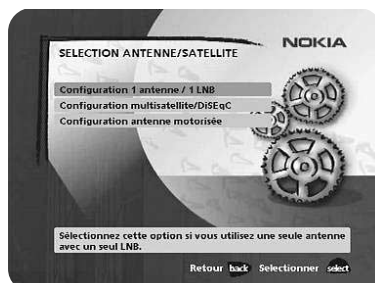 NOKIA
SELECTION ANTENNE/SATELLITE
Configuration 1 antenne / 1 LNB
Configuration multisatellite/DiSEqC
Configuration antenne motorisée
Sélectionnez cette option si vous utilisez une seule antenne
avec un seul LNB.
Retour back Selectionner select